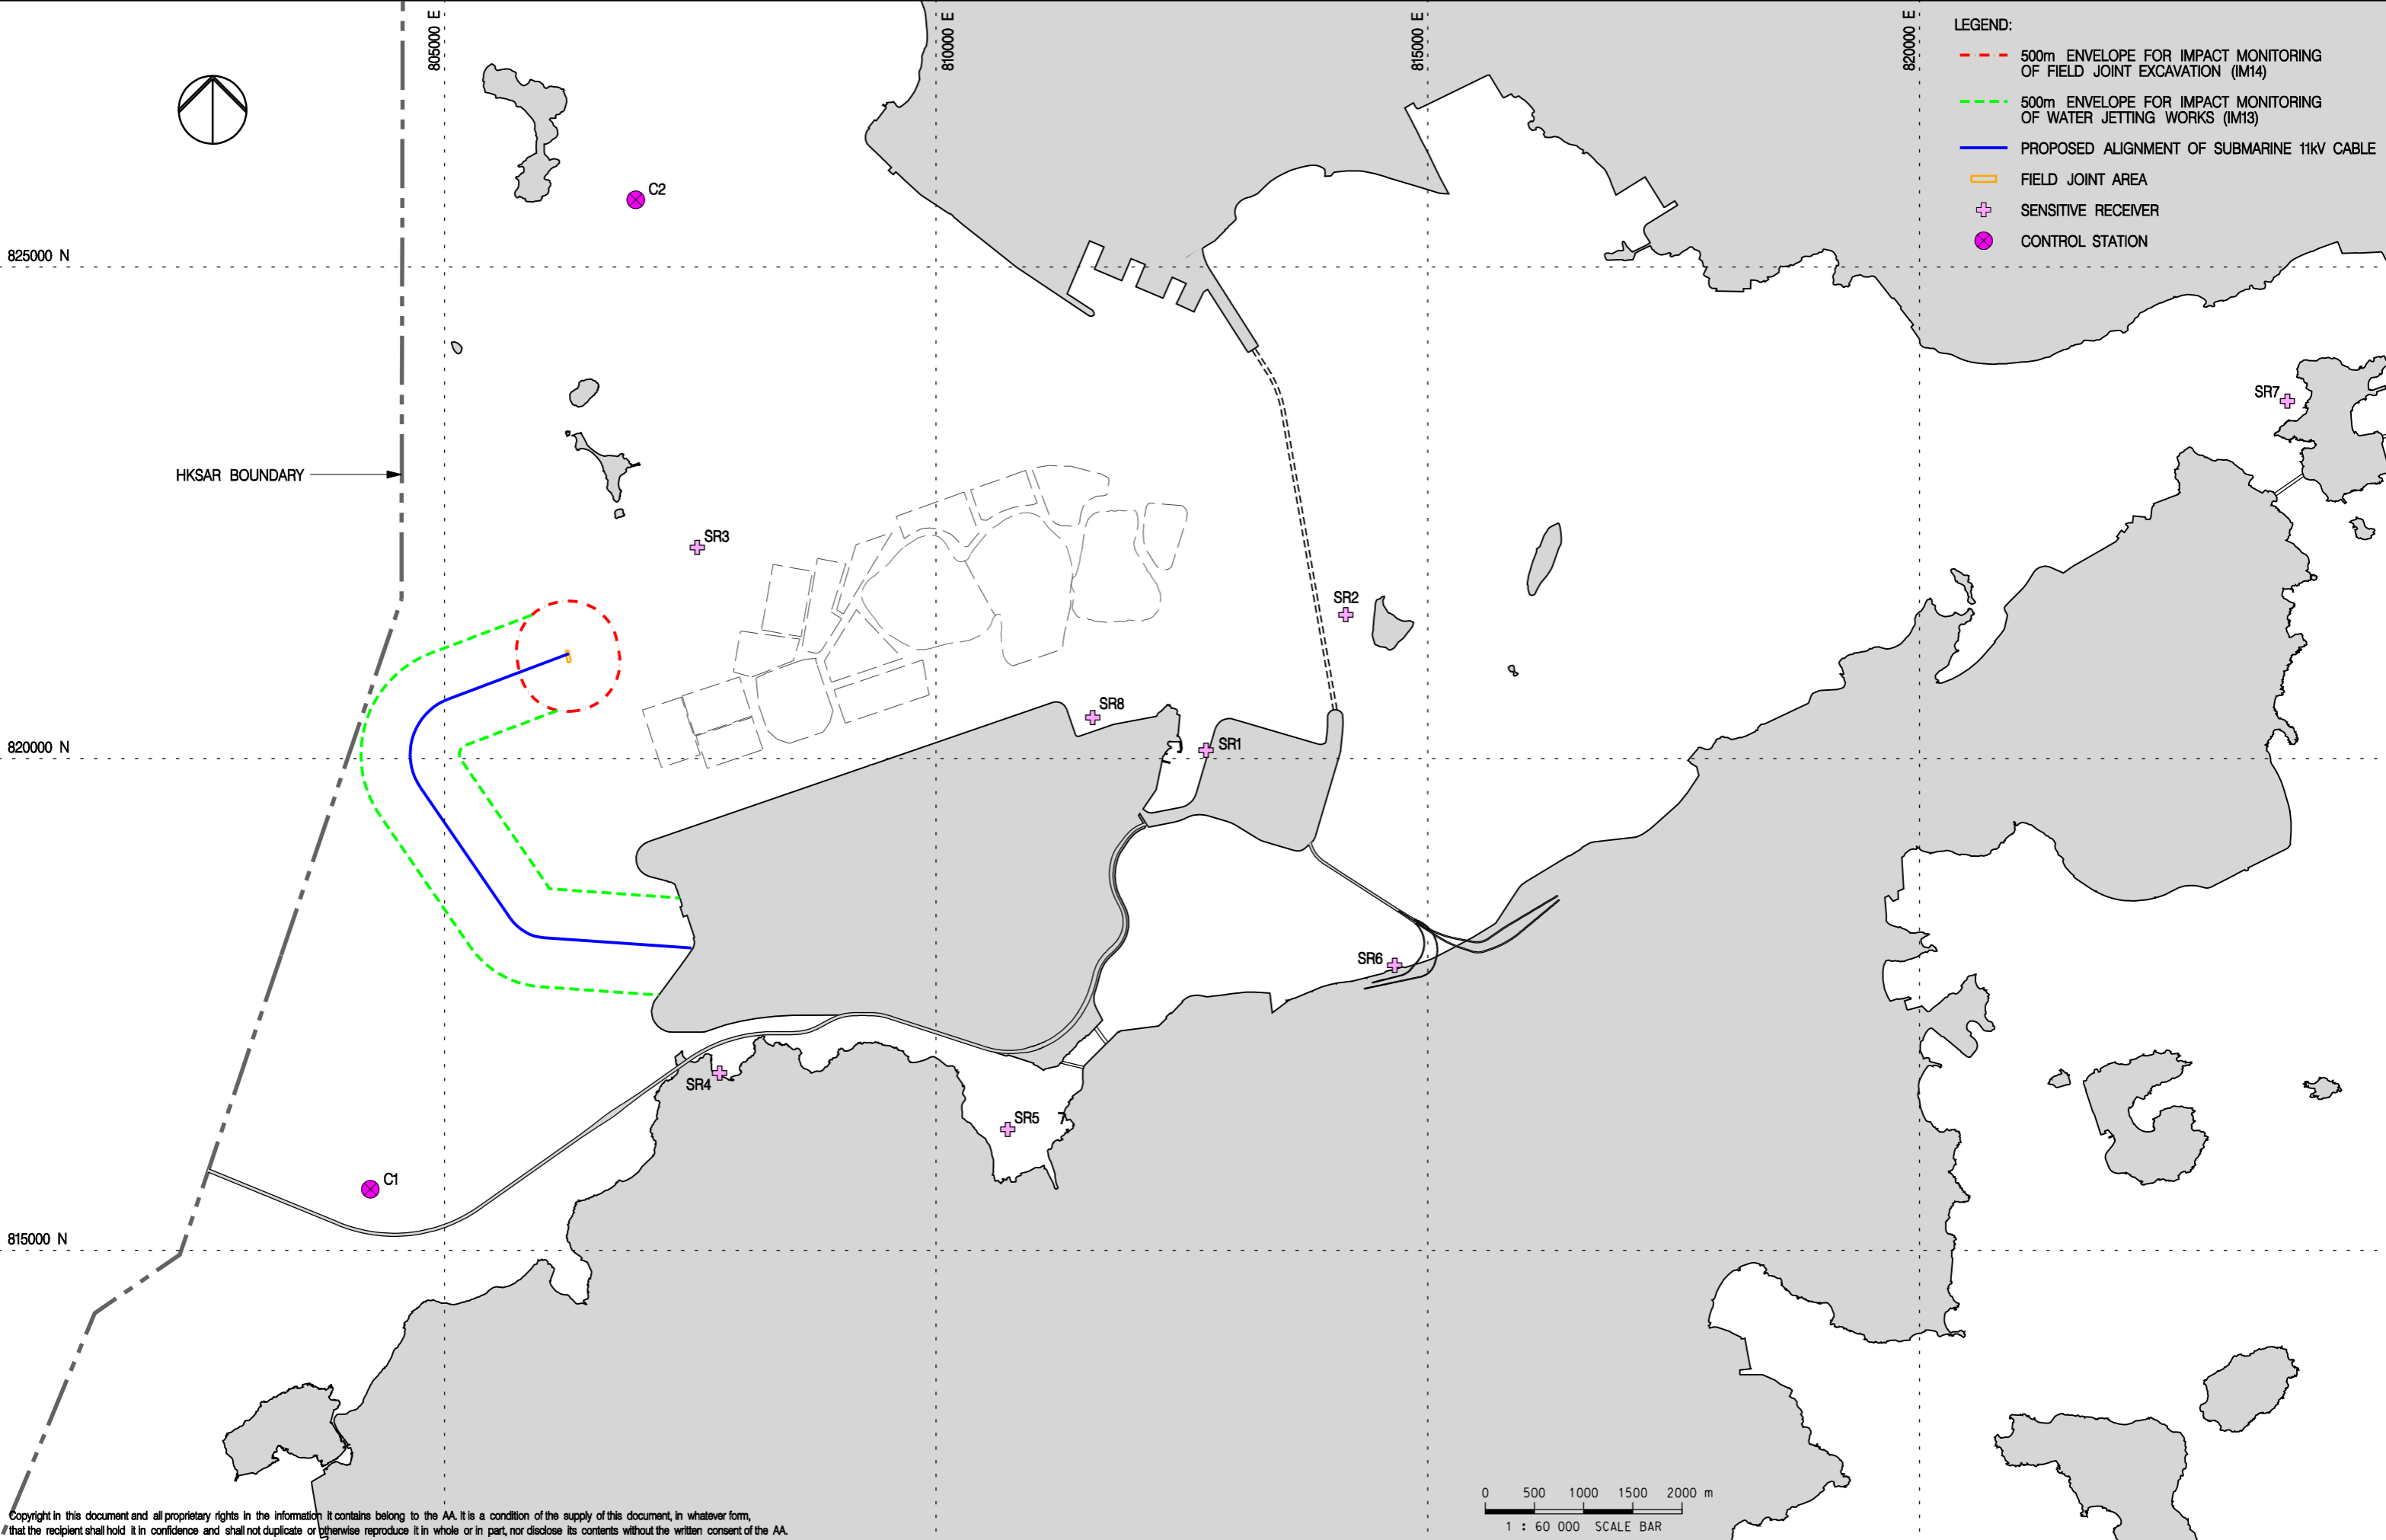 805000 E
810000 E
815000 E
820000 E
LEGEND:
500m ENVELOPE FOR IMPACT MONITORING
OF FIELD JOINT EXCAVATION (IM14)
500m ENVELOPE FOR IMPACT MONITORING
OF WATER JETTING WORKS (IM13)
PROPOSED ALIGNMENT OF SUBMARINE 11kV CABLE
FIELD JOINT AREA
SENSITIVE RECEIVER
CONTROL STATION
C2
825000 N
SR7
HKSAR BOUNDARY
SR3
SR2
SR8
SR1
820000 N
SR6
SR4
SR5
7
C1
815000 N
0 500 1000 1500 2000 m
1 : 60 000 SCALE BAR
Copyright in this document and all proprietary rights in the information it contains belong to the AA. It is a condition of the supply of this document, in whatever form,
that the recipient shall hold it in confidence and shall not duplicate or otherwise reproduce it in whole or in part, nor disclose its contents without the written consent of the AA.